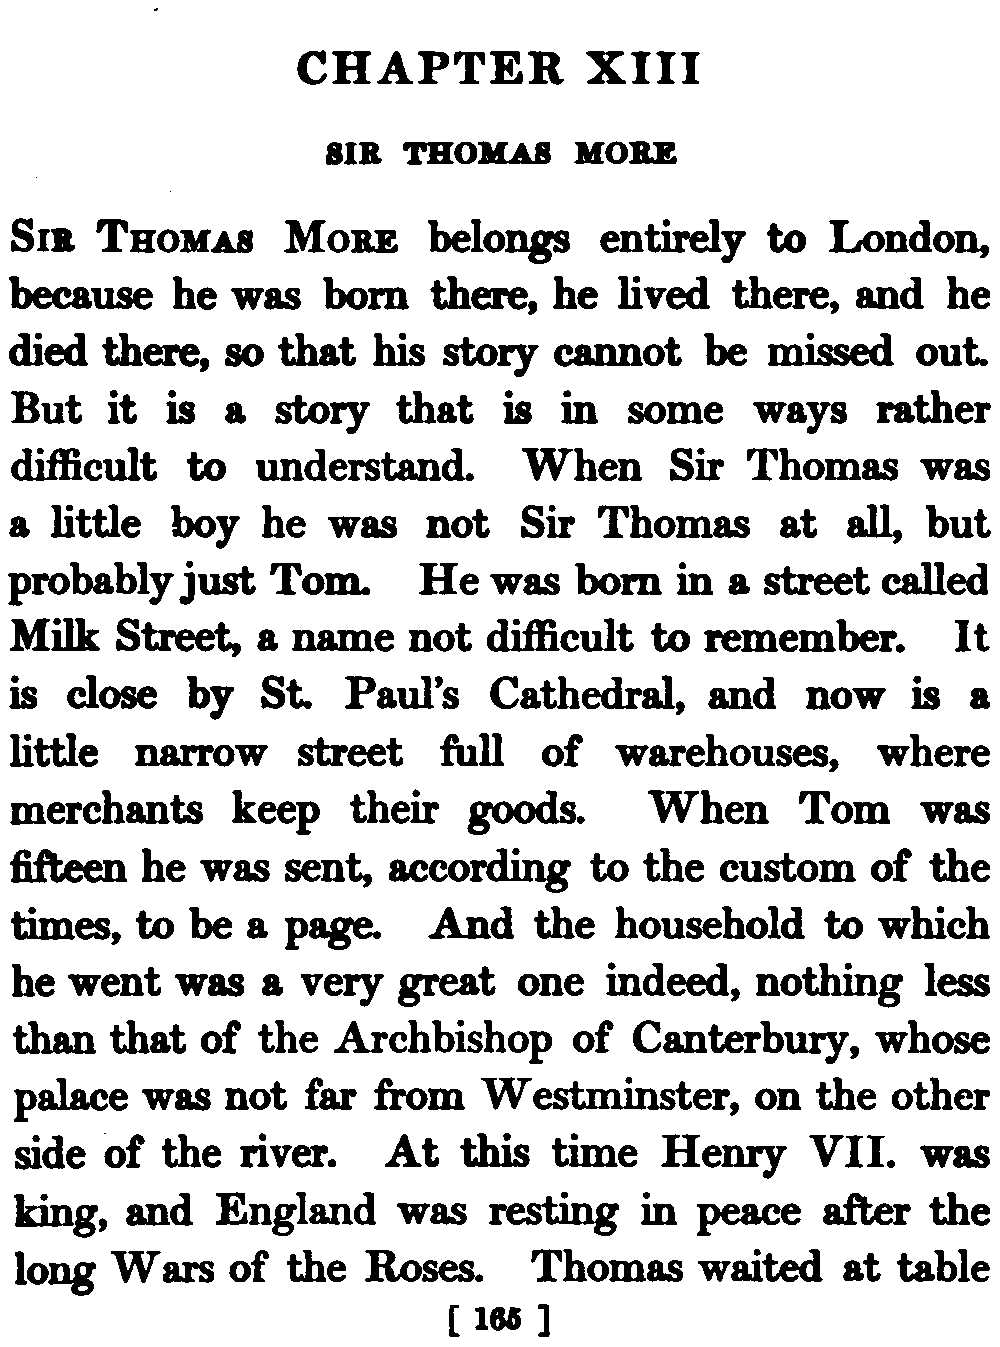 CHAPTER XIII
SIR THOMAS MORE
SIR THOMAS MORE belongs entirely to London,
because he was born there, he lived there, and he
died there, so that his story cannot be missed out.
But it is a story that is in some ways rather
difficult to understand. When Sir Thomas was
a little boy he was not Sir Thomas at all, but
probably just Tom. He was born in a street called
Milk Street, a name not difficult to remember. It
is close by St. Paul's Cathedral, and now is a
little narrow street full of warehouses, where
merchants keep their goods. When Tom was
fifteen he was sent, according to the custom of the
times, to be a page. And the household to which
he went was a very great one indeed, nothing less
than that of the Archbishop of Canterbury, whose
palace was not far from Westminster, on the other
side of the river. At this time Henry VII. was
king, and England was resting in peace after the
long Wars of the Roses. Thomas waited at table
[ 165 ]